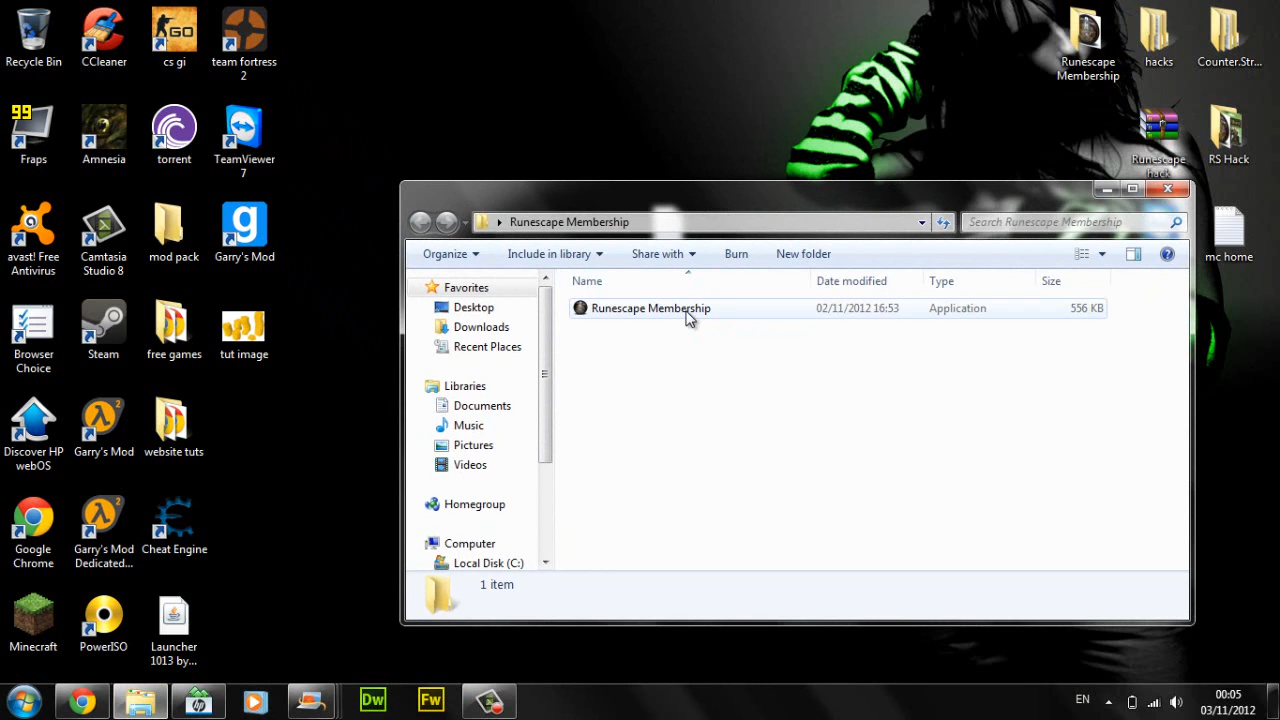 Recycle Bin
CCleaner
cs gi
team fortress
2
Runescape
Membership
hacks
Counter.Str...
GO
99
Fraps
Amnesia
torrent
TeamViewer
7
Runescape
hack
RS Hack
avast! Free
Antivirus
Camtasia
Studio 8
mod pack
Garry's Mod
mc home
Browser
Choice
Steam
free games
tut image
Discover HP
webOS
Garry's Mod
website tuts
Google
Chrome
Garry's Mod
Dedicated...
Cheat Engine
Minecraft
PowerISO
Launcher
1013 by...
Runescape Membership
Search Runescape Membership
Organize
Include in library
Share with
Burn
New folder
Name
Date modified
Type
Size
Runescape Membership
02/11/2012 16:53
Application
556 KB
Favorites
Desktop
Downloads
Recent Places
Libraries
Documents
Music
Pictures
Videos
Homegroup
Computer
Local Disk (C:)
1 item
hp
Dw
Fw
EN
00:05
03/11/2012